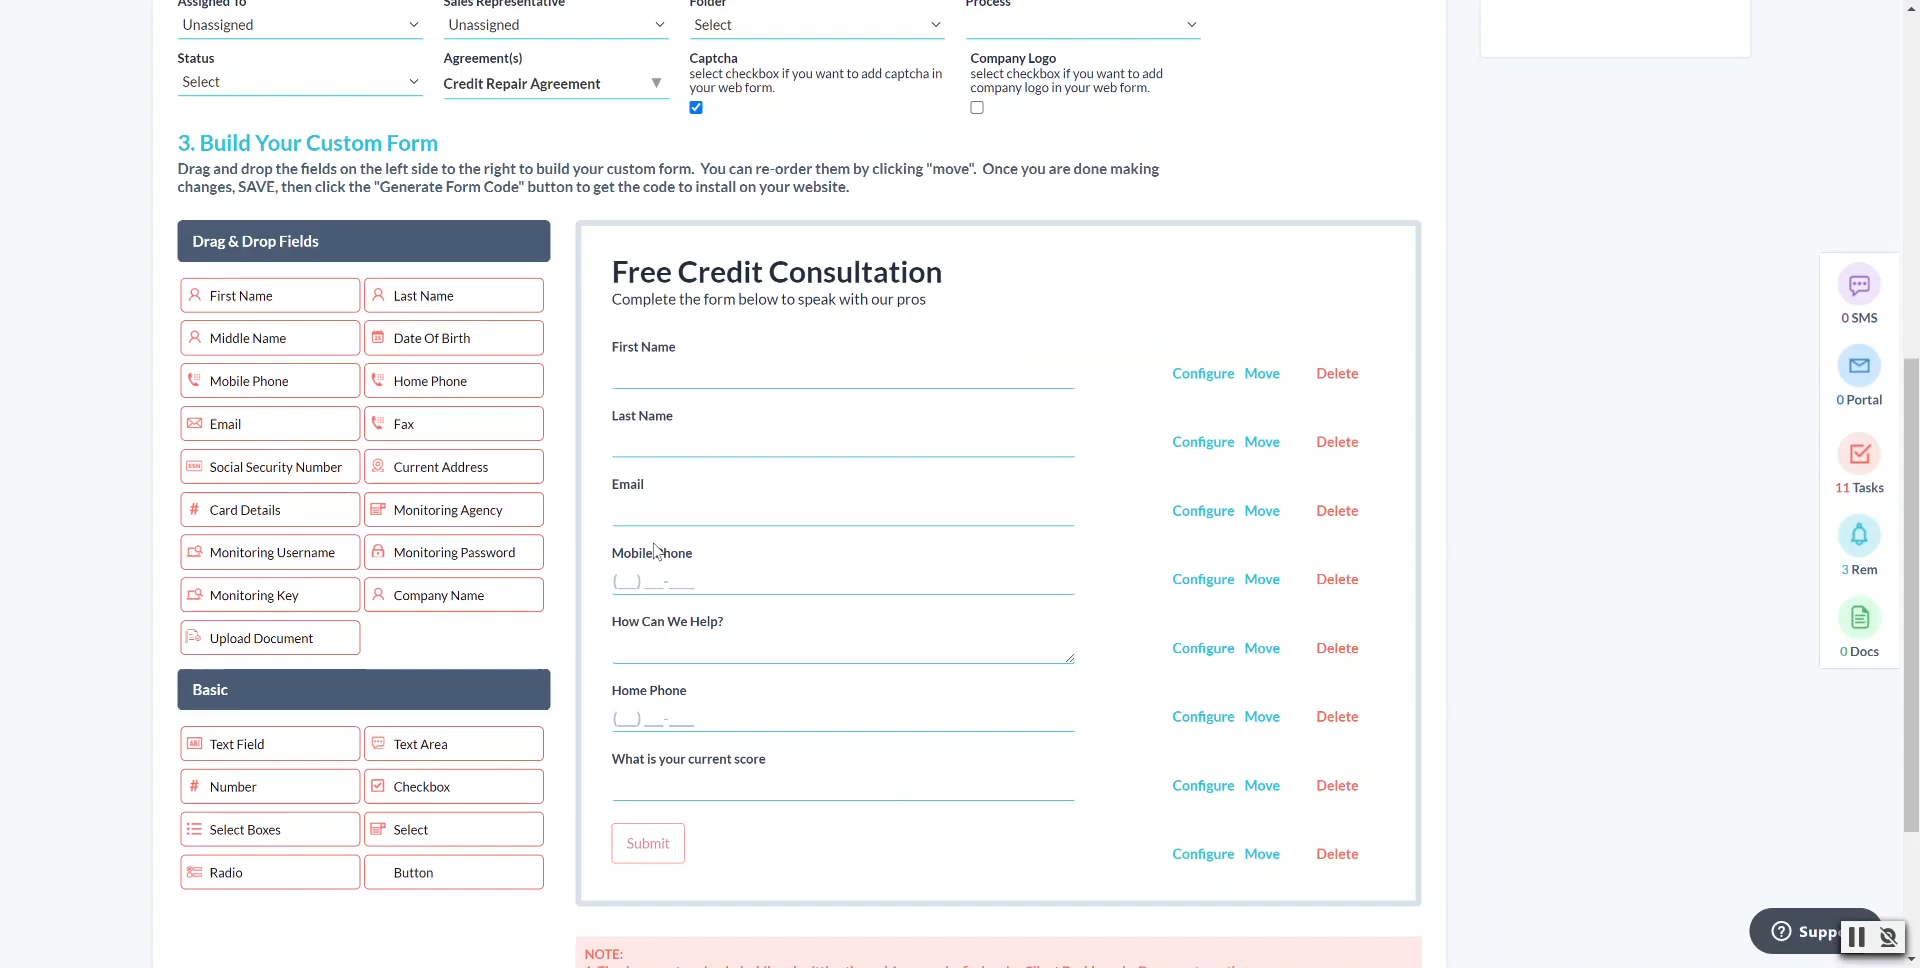 Assigned To
Sales Representative
Folder
Process
Unassigned
Unassigned
Select
Status
Agreement(s)
Captcha
Company Logo
Select
Credit Repair Agreement
select checkbox if you want to add captcha in
your web form.
select checkbox if you want to add
company logo in your web form.
3. Build Your Custom Form
Drag and drop the fields on the left side to the right to build your custom form. You can re-order them by clicking "move". Once you are done making
changes, SAVE, then click the "Generate Form Code" button to get the code to install on your website.
Drag & Drop Fields
First Name
Last Name
Middle Name
Date Of Birth
Mobile Phone
Home Phone
Email
Fax
Social Security Number
Current Address
Card Details
Monitoring Agency
Monitoring Username
Monitoring Password
Monitoring Key
Company Name
Upload Document
Basic
Text Field
Text Area
Number
Checkbox
Select Boxes
Select
Radio
Button
Free Credit Consultation
Complete the form below to speak with our pros
First Name
Configure Move Delete
Last Name
Configure Move Delete
Email
Configure Move Delete
Mobile Phone
(__) __-___
Configure Move Delete
How Can We Help?
Configure Move Delete
Home Phone
(__) __-___
Configure Move Delete
What is your current score
Configure Move Delete
Submit
Configure Move Delete
NOTE:
0 SMS
0 Portal
11 Tasks
3 Rem
0 Docs